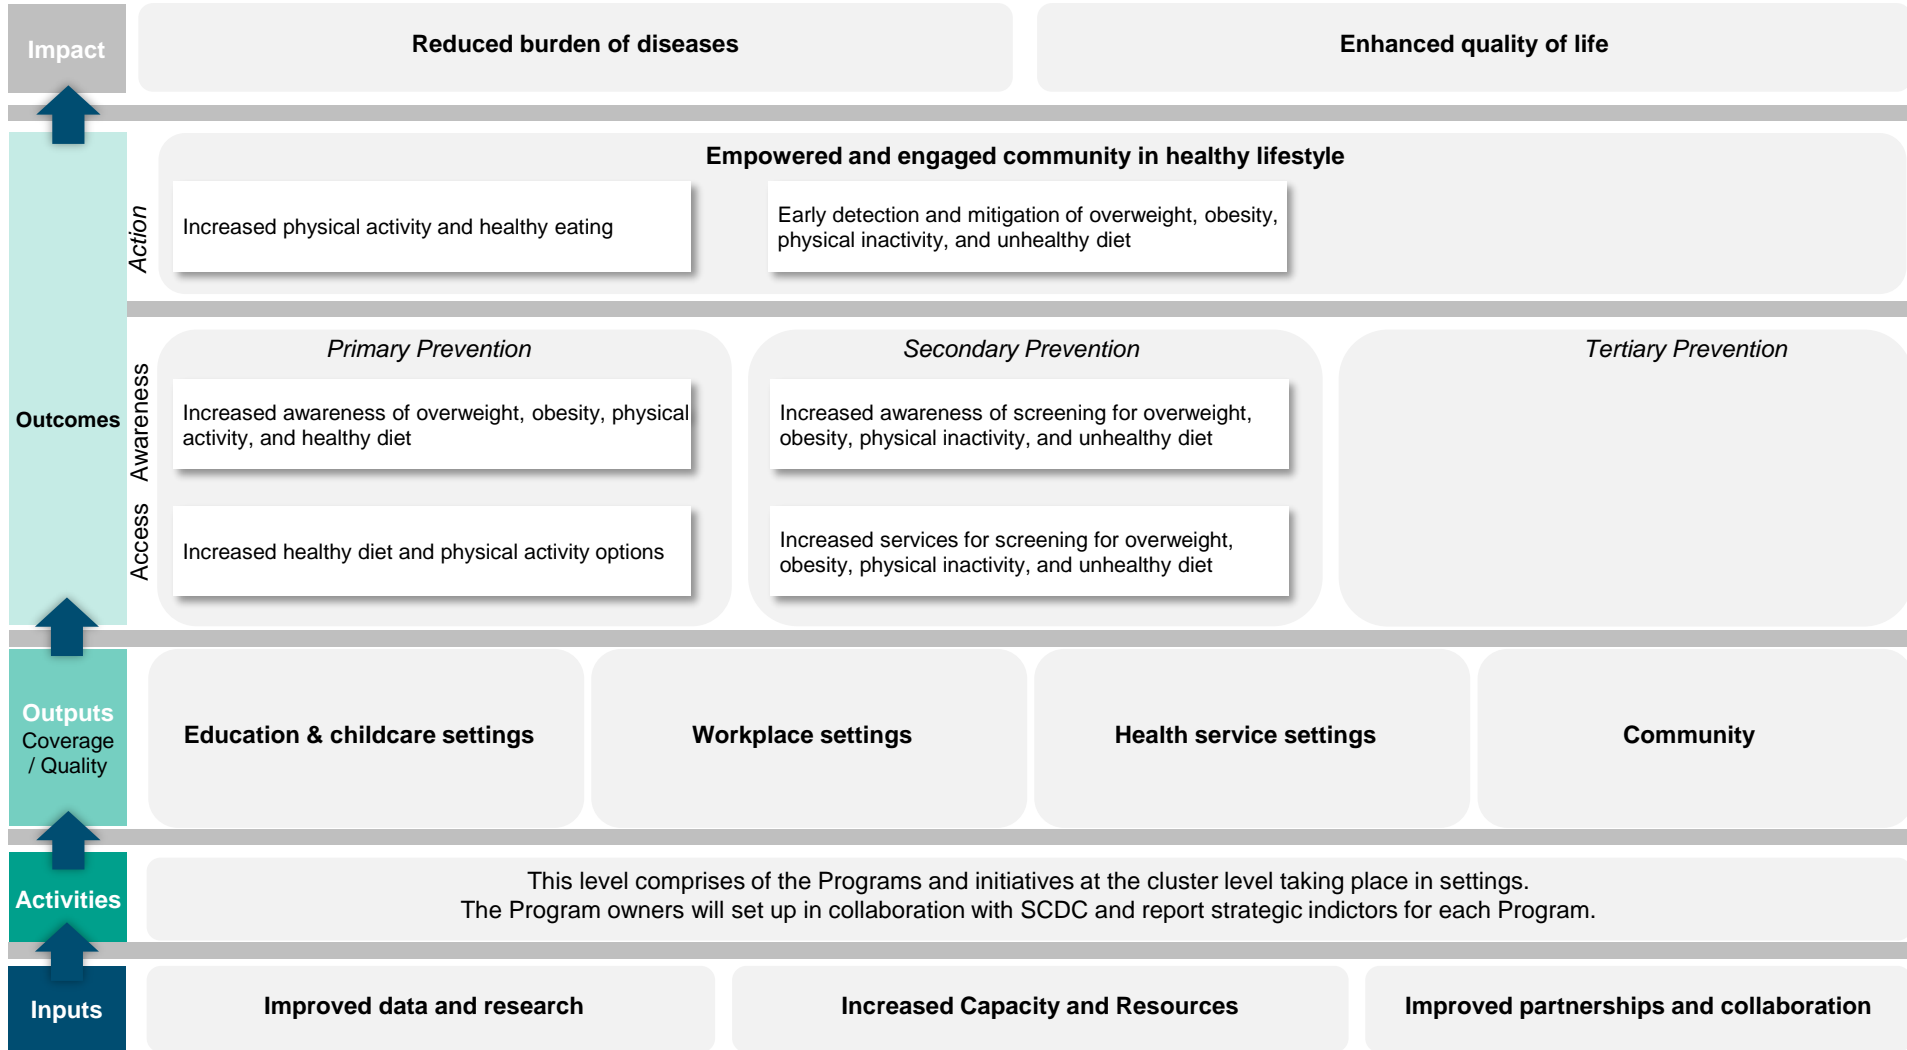 Impact
Reduced burden of diseases
Enhanced quality of life
Outcomes
Action
Empowered and engaged community in healthy lifestyle
Increased physical activity and healthy eating
Early detection and mitigation of overweight, obesity,
physical inactivity, and unhealthy diet
Awareness
Primary Prevention
Secondary Prevention
Tertiary Prevention
Increased awareness of overweight, obesity, physical
activity, and healthy diet
Increased awareness of screening for overweight,
obesity, physical inactivity, and unhealthy diet
Access
Increased healthy diet and physical activity options
Increased services for screening for overweight,
obesity, physical inactivity, and unhealthy diet
Outputs
Coverage
/ Quality
Education & childcare settings
Workplace settings
Health service settings
Community
Activities
This level comprises of the Programs and initiatives at the cluster level taking place in settings.
The Program owners will set up in collaboration with SCDC and report strategic indictors for each Program.
Inputs
Improved data and research
Increased Capacity and Resources
Improved partnerships and collaboration